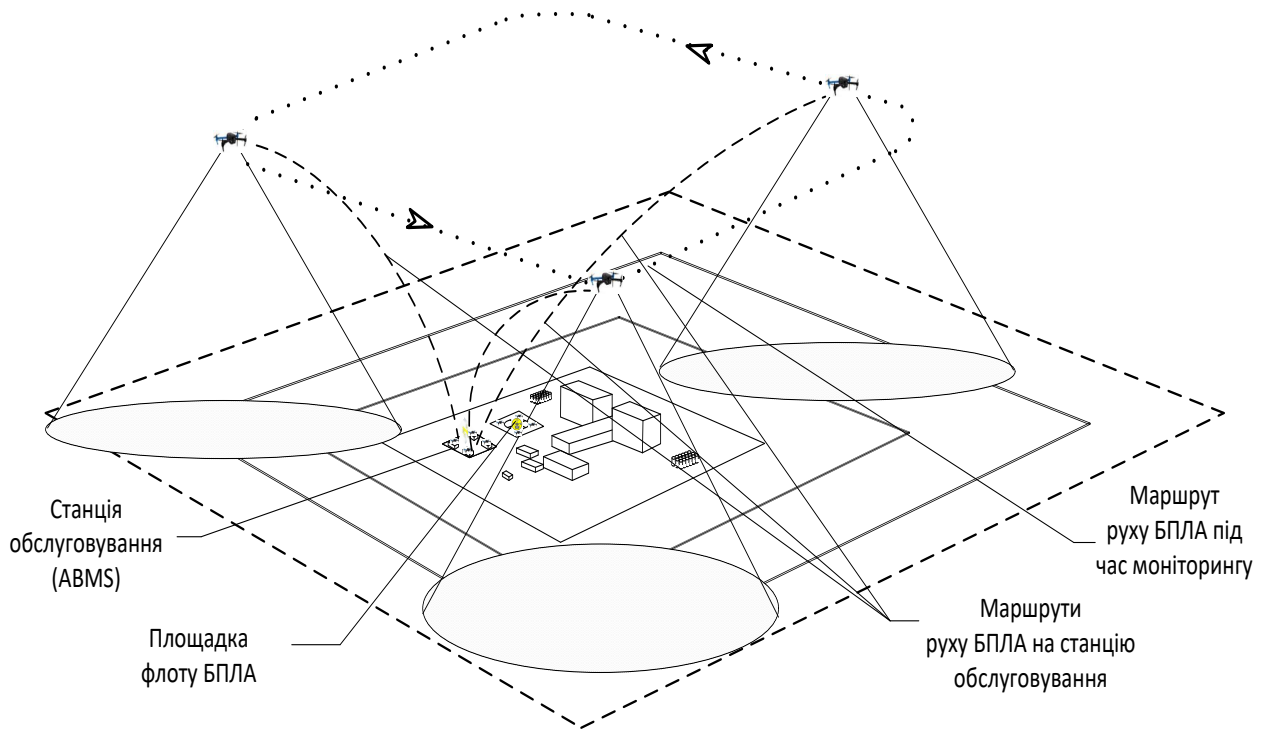 Станція
обслуговування
(ABMS)
Площадка
флоту БПЛА
Маршрут
руху БПЛА під
час моніторингу
Маршрути
руху БПЛА на станцію
обслуговування